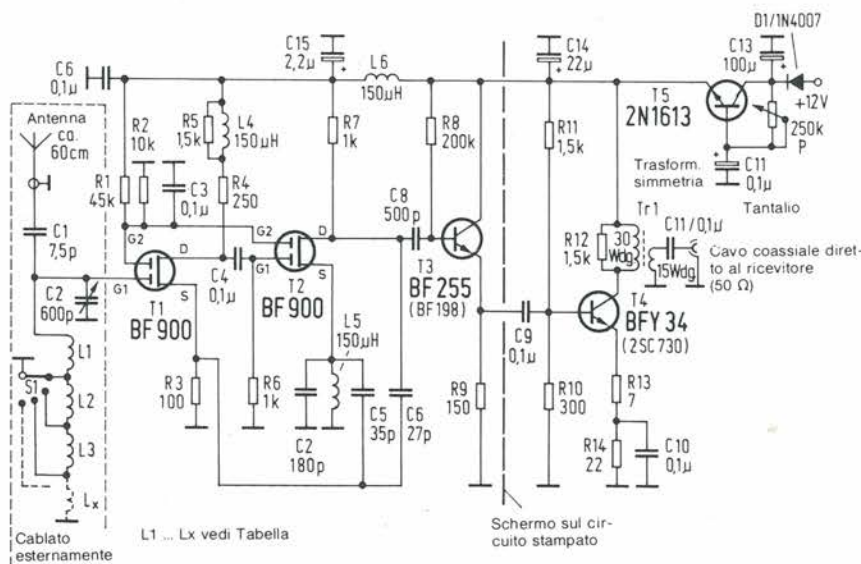 C6
0,1µ
C15
2,2µ
+
L6
150µH
C14
22µ
+
D1/1N4007
C13
100µ
+
+12V
T5
2N1613
250k
P
+
C11
0,1µ
Tantalio
Antenna
ca.
60cm
R2
10k
R1
45k
C3
0,1µ
R5
1,5k
L4
150µH
R4
250
R7
1k
R8
200k
R11
1,5k
C8
500p
Trasform.
simmetria
Tr1
C11/0,1µ
30
Wdg
15Wdg
R12
1,5k
Cavo coassiale diret-
to al ricevitore
(50 Ω)
C1
7,5p
C2
600p
G2
G1
D
S
T1
BF900
C4
0,1µ
G2
G1
D
S
T2
BF900
T3
BF255
(BF198)
C9
0,1µ
T4
BFY34
(2SC730)
L5
150µH
L1
S1
L2
L3
Lx
R3
100
R6
1k
C2
180p
C5
35p
C6
27p
R9
150
R10
300
R13
7
R14
22
C10
0,1µ
Cablato
esternamente
L1 ... Lx vedi Tabella
Schermo sul cir-
cuito stampato